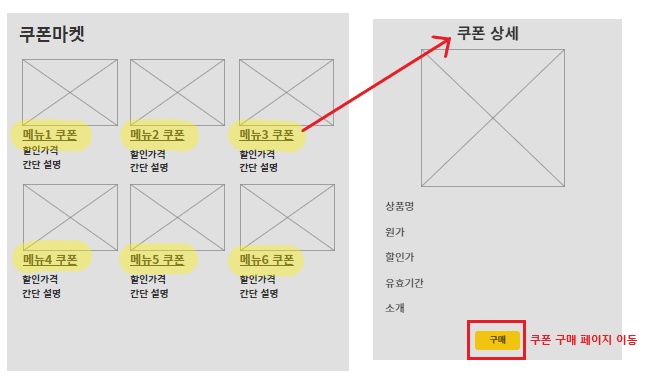 쿠폰마켓
메뉴1 쿠폰
할인가격
간단 설명
메뉴2 쿠폰
할인가격
간단 설명
메뉴3 쿠폰
할인가격
간단 설명
메뉴4 쿠폰
할인가격
간단 설명
메뉴5 쿠폰
할인가격
간단 설명
메뉴6 쿠폰
할인가격
간단 설명
쿠폰 상세
상품명
원가
할인가
유효기간
소개
구매
쿠폰 구매 페이지 이동